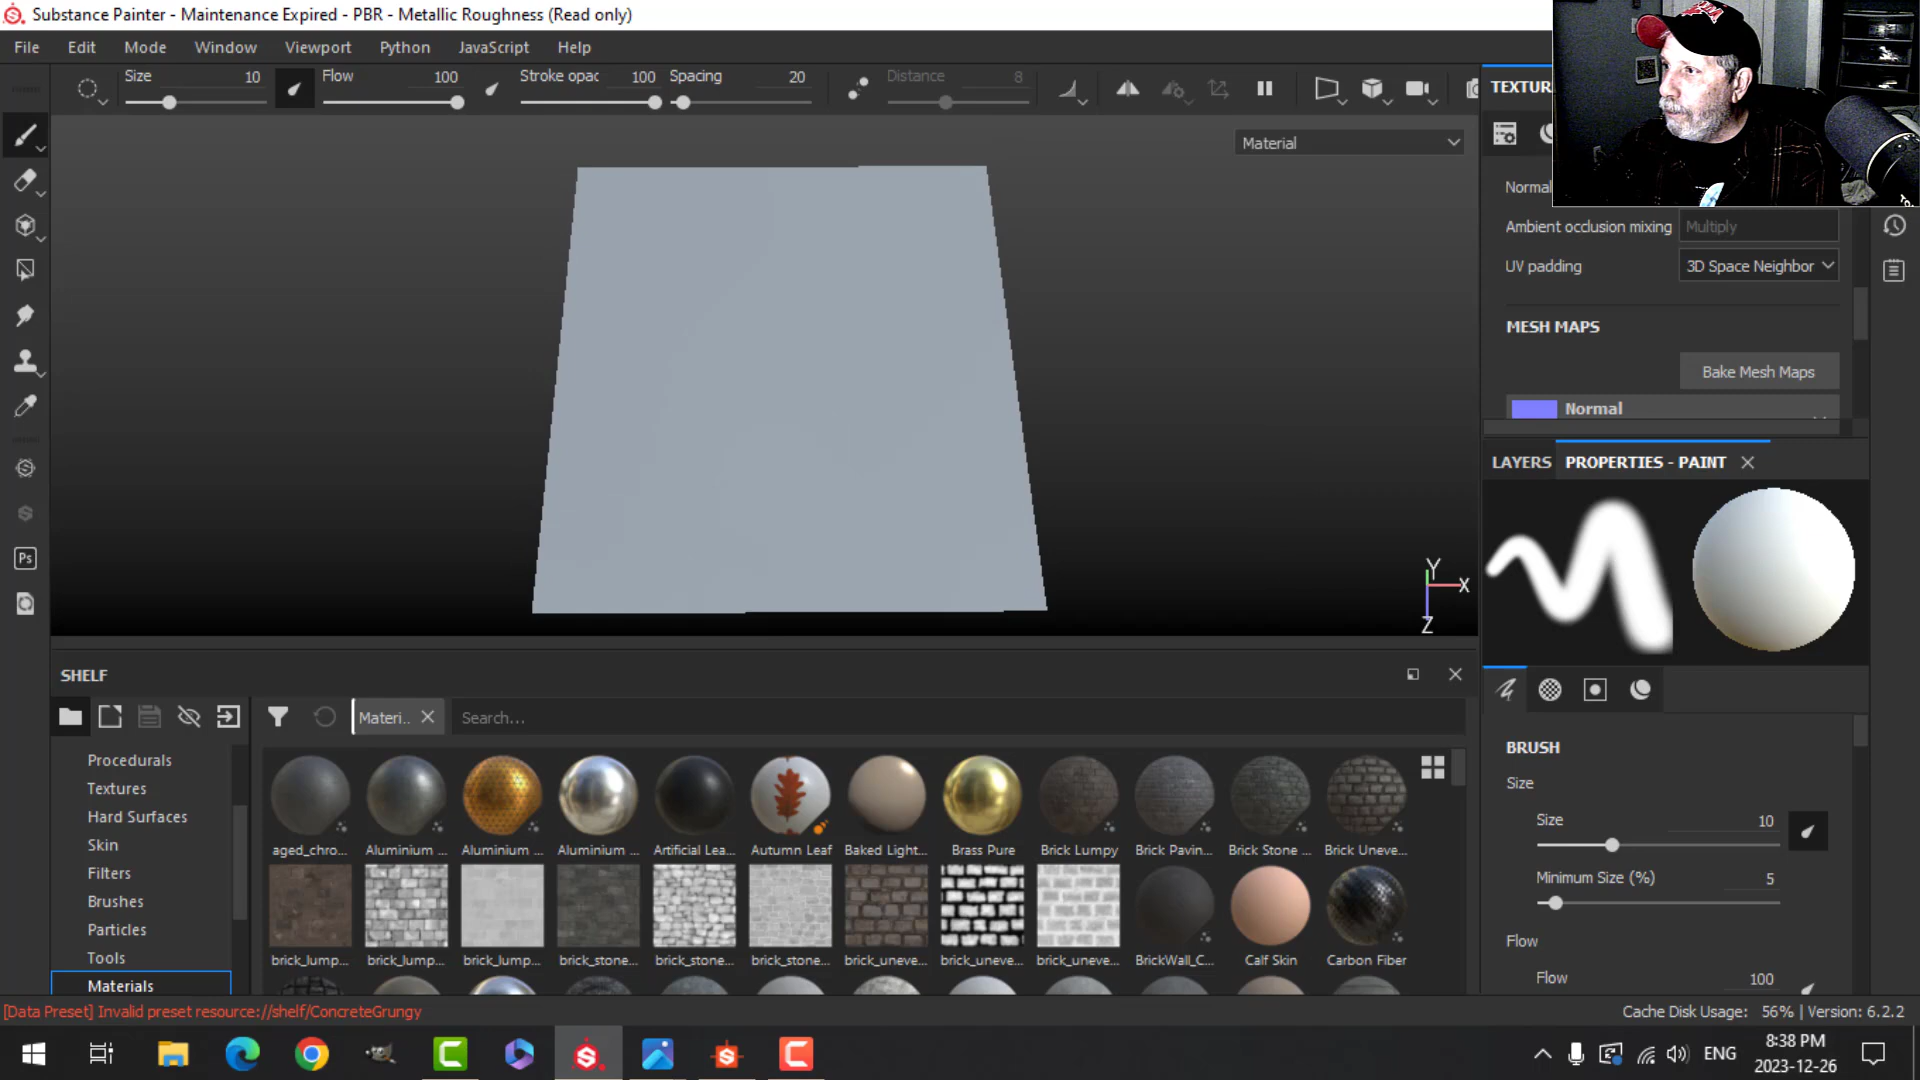 Substance Painter - Maintenance Expired - PBR - Metallic Roughness (Read only)
File Edit Mode Window Viewport Python JavaScript Help
Size 10 Flow 100 Stroke opac 100 Spacing 20 Distance 8
TEXTUR
Material
Normal
Ambient occlusion mixing Multiply
UV padding 3D Space Neighbor
MESH MAPS
Bake Mesh Maps
Normal
LAYERS PROPERTIES - PAINT
Ps
Y
X
Z
SHELF
Materi... Search...
BRUSH
Size
Size 10
Minimum Size (%) 5
Flow
Flow 100
Procedurals
Textures
Hard Surfaces
Skin
Filters
Brushes
Particles
Tools
Materials
aged_chro... Aluminium ... Aluminium ... Aluminium ... Artificial Lea... Autumn Leaf Baked Light... Brass Pure Brick Lumpy Brick Pavin... Brick Stone ... Brick Uneve...
brick_lump... brick_lump... brick_lump... brick_stone... brick_stone... brick_stone... brick_uneve... brick_uneve... brick_uneve... BrickWall_C... Calf Skin Carbon Fiber
[Data Preset] Invalid preset resource://shelf/ConcreteGrungy
Cache Disk Usage: 56% | Version: 6.2.2
ENG
8:38 PM
2023-12-26